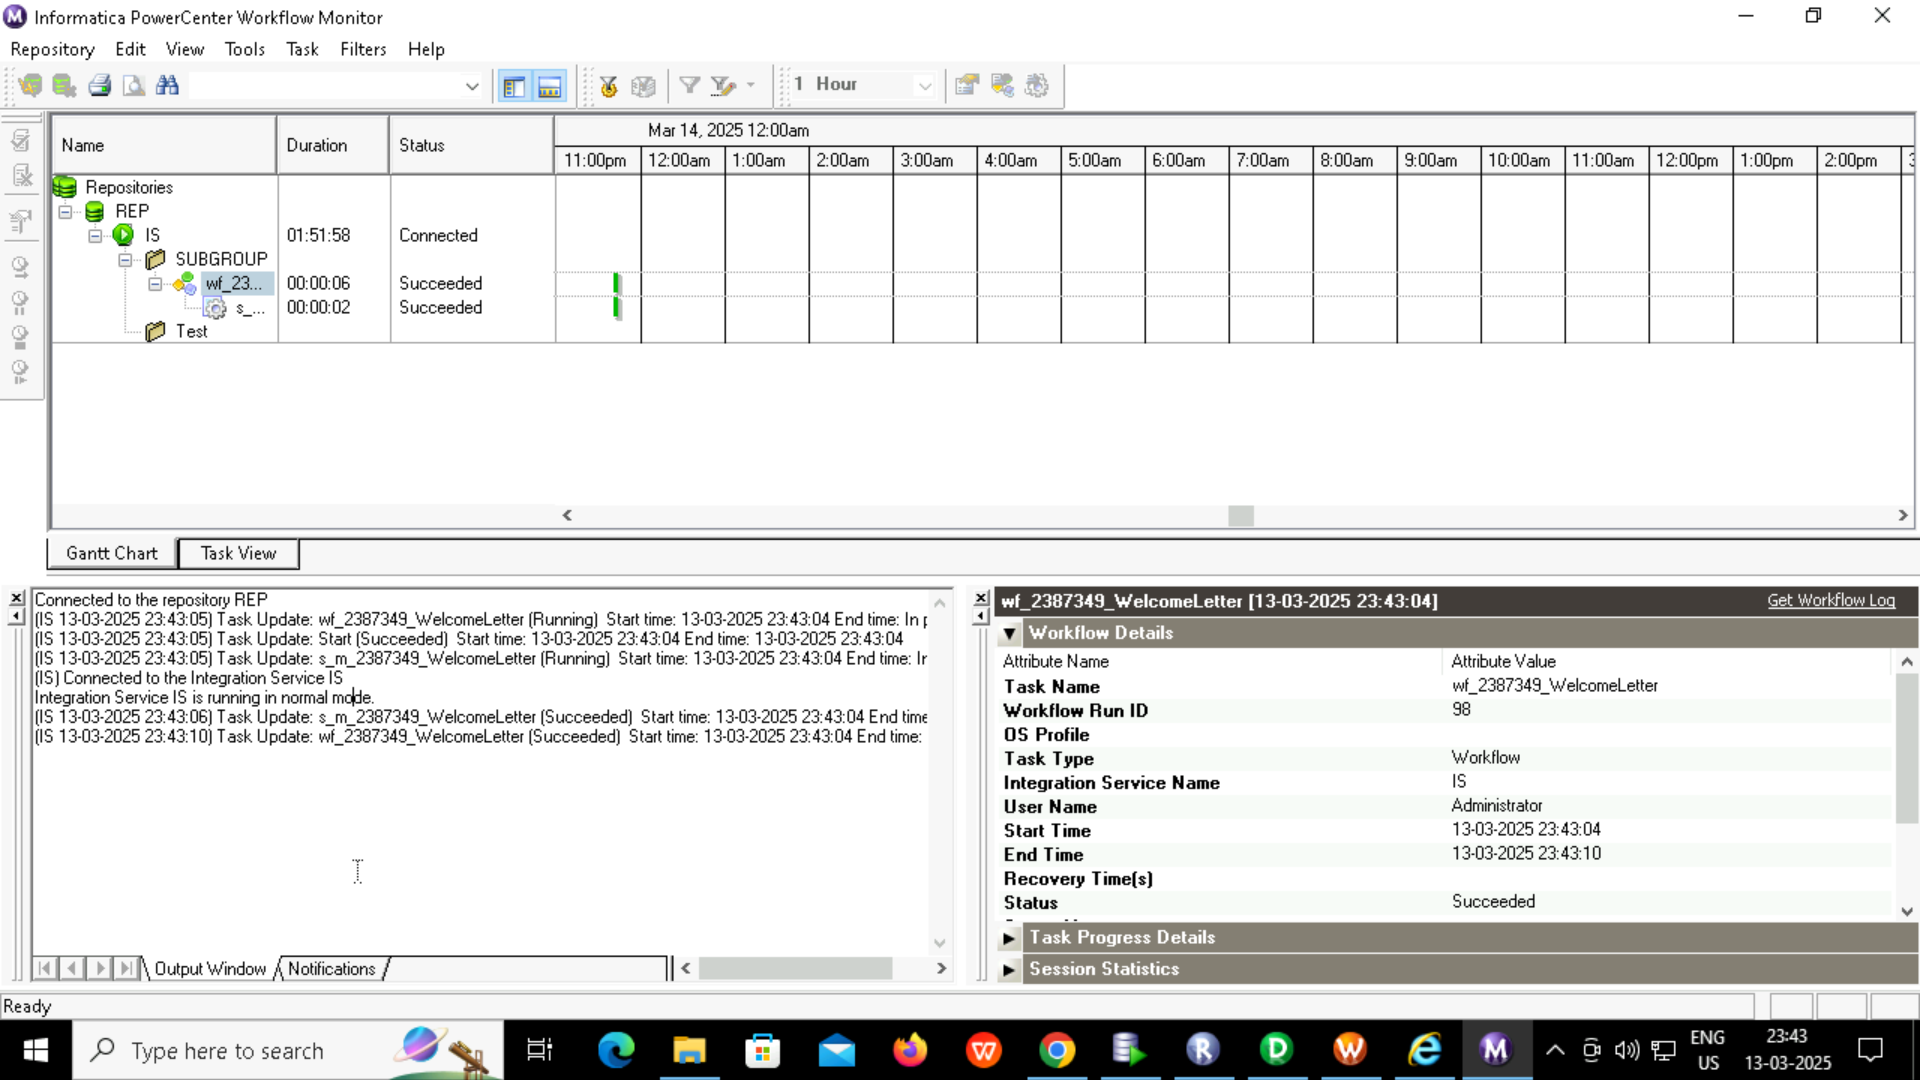 Informatica PowerCenter Workflow Monitor
Repository Edit View Tools Task Filters Help
1 Hour
Name Duration Status
Mar 14, 2025 12:00am
11:00pm 12:00am 1:00am 2:00am 3:00am 4:00am 5:00am 6:00am 7:00am 8:00am 9:00am 10:00am 11:00am 12:00pm 1:00pm 2:00pm
Repositories
REP
IS 01:51:58 Connected
SUBGROUP
wf_23... 00:00:06 Succeeded
s_... 00:00:02 Succeeded
Test
Gantt Chart Task View
Connected to the repository REP
(IS 13-03-2025 23:43:05) Task Update: wf_2387349_WelcomeLetter (Running) Start time: 13-03-2025 23:43:04 End time: In p
(IS 13-03-2025 23:43:05) Task Update: Start (Succeeded) Start time: 13-03-2025 23:43:04 End time: 13-03-2025 23:43:04
(IS 13-03-2025 23:43:05) Task Update: s_m_2387349_WelcomeLetter (Running) Start time: 13-03-2025 23:43:04 End time: In
(IS) Connected to the Integration Service IS
Integration Service IS is running in normal mode.
(IS 13-03-2025 23:43:06) Task Update: s_m_2387349_WelcomeLetter (Succeeded) Start time: 13-03-2025 23:43:04 End time
(IS 13-03-2025 23:43:10) Task Update: wf_2387349_WelcomeLetter (Succeeded) Start time: 13-03-2025 23:43:04 End time:
Output Window Notifications
wf_2387349_WelcomeLetter [13-03-2025 23:43:04] Get Workflow Log
Workflow Details
Attribute Name Attribute Value
Task Name wf_2387349_WelcomeLetter
Workflow Run ID 98
OS Profile
Task Type Workflow
Integration Service Name IS
User Name Administrator
Start Time 13-03-2025 23:43:04
End Time 13-03-2025 23:43:10
Recovery Time(s)
Status Succeeded
Task Progress Details
Session Statistics
Ready
Type here to search
ENG
US
23:43
13-03-2025